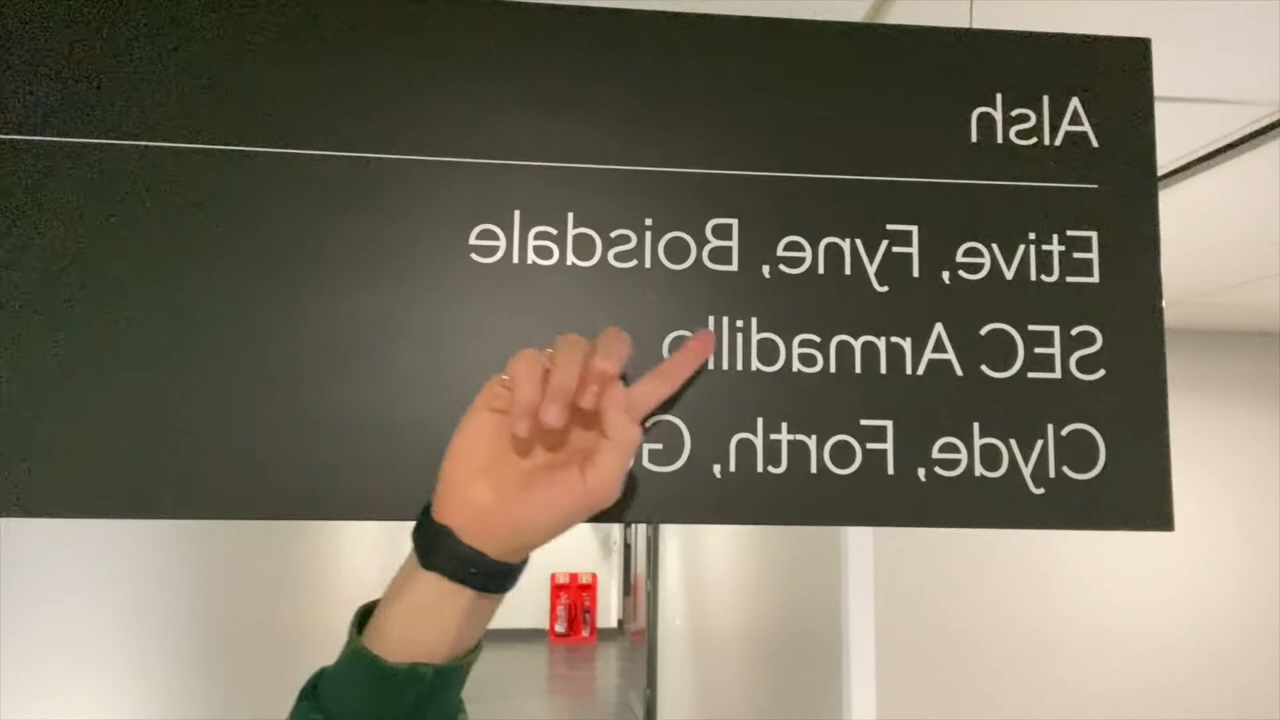 Alsh
Etive, Fyne, Boisdale
SEC Armadillo
Clyde, Forth,